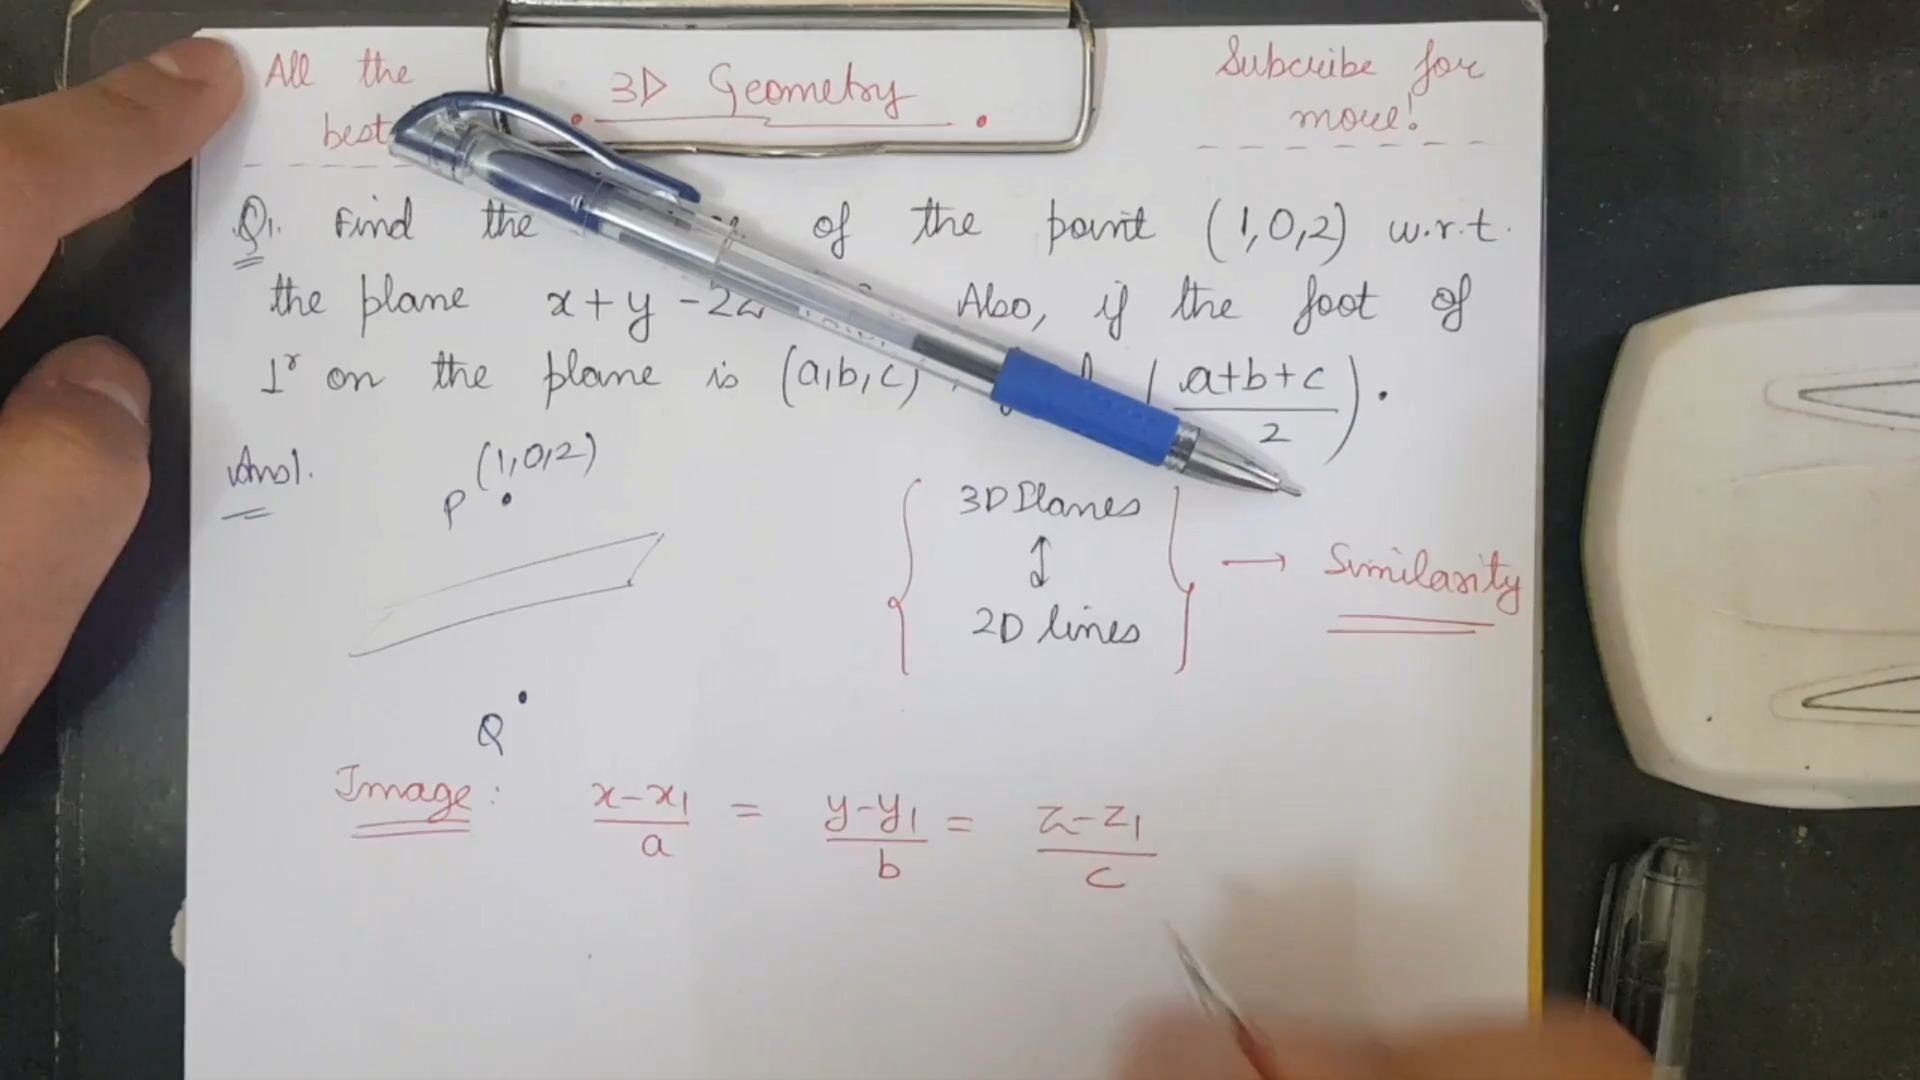 All the best
3D Geometry
Subcribe for more!
Q1. Find the of the point (1,0,2) w.r.t.
the plane x+y-2z Also, if the foot of
⊥r on the plane is (a,b,c) (a+b+c)/2).
Ans1.
(1,0,2)
P
3D Planes
↕
2D lines
→ Similarity
Q
Image: (x-x1)/a = (y-y1)/b = (z-z1)/c